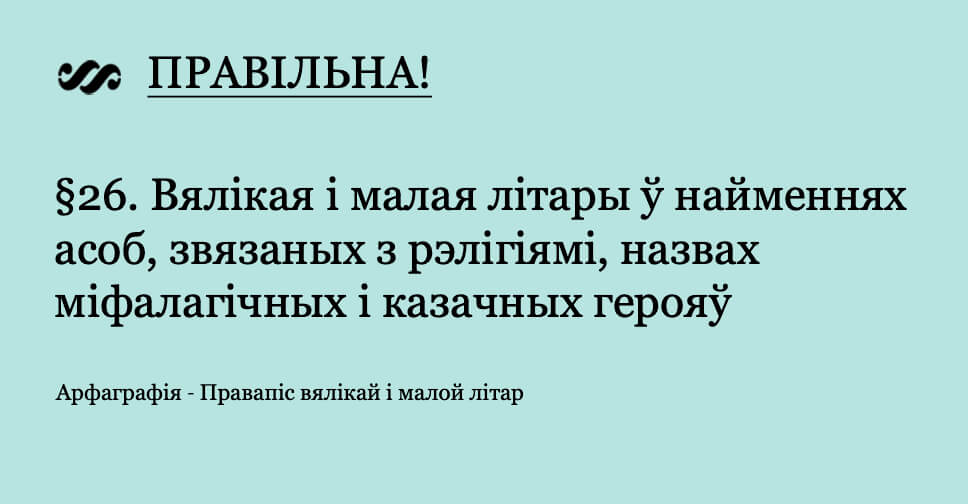 ПРАВІЛЬНА!
§26. Вялікая і малая літары ў найменнях
асоб, звязаных з рэлігіямі, назвах
міфалагічных і казачных герояў
Арфаграфія - Правапіс вялікай і малой літар